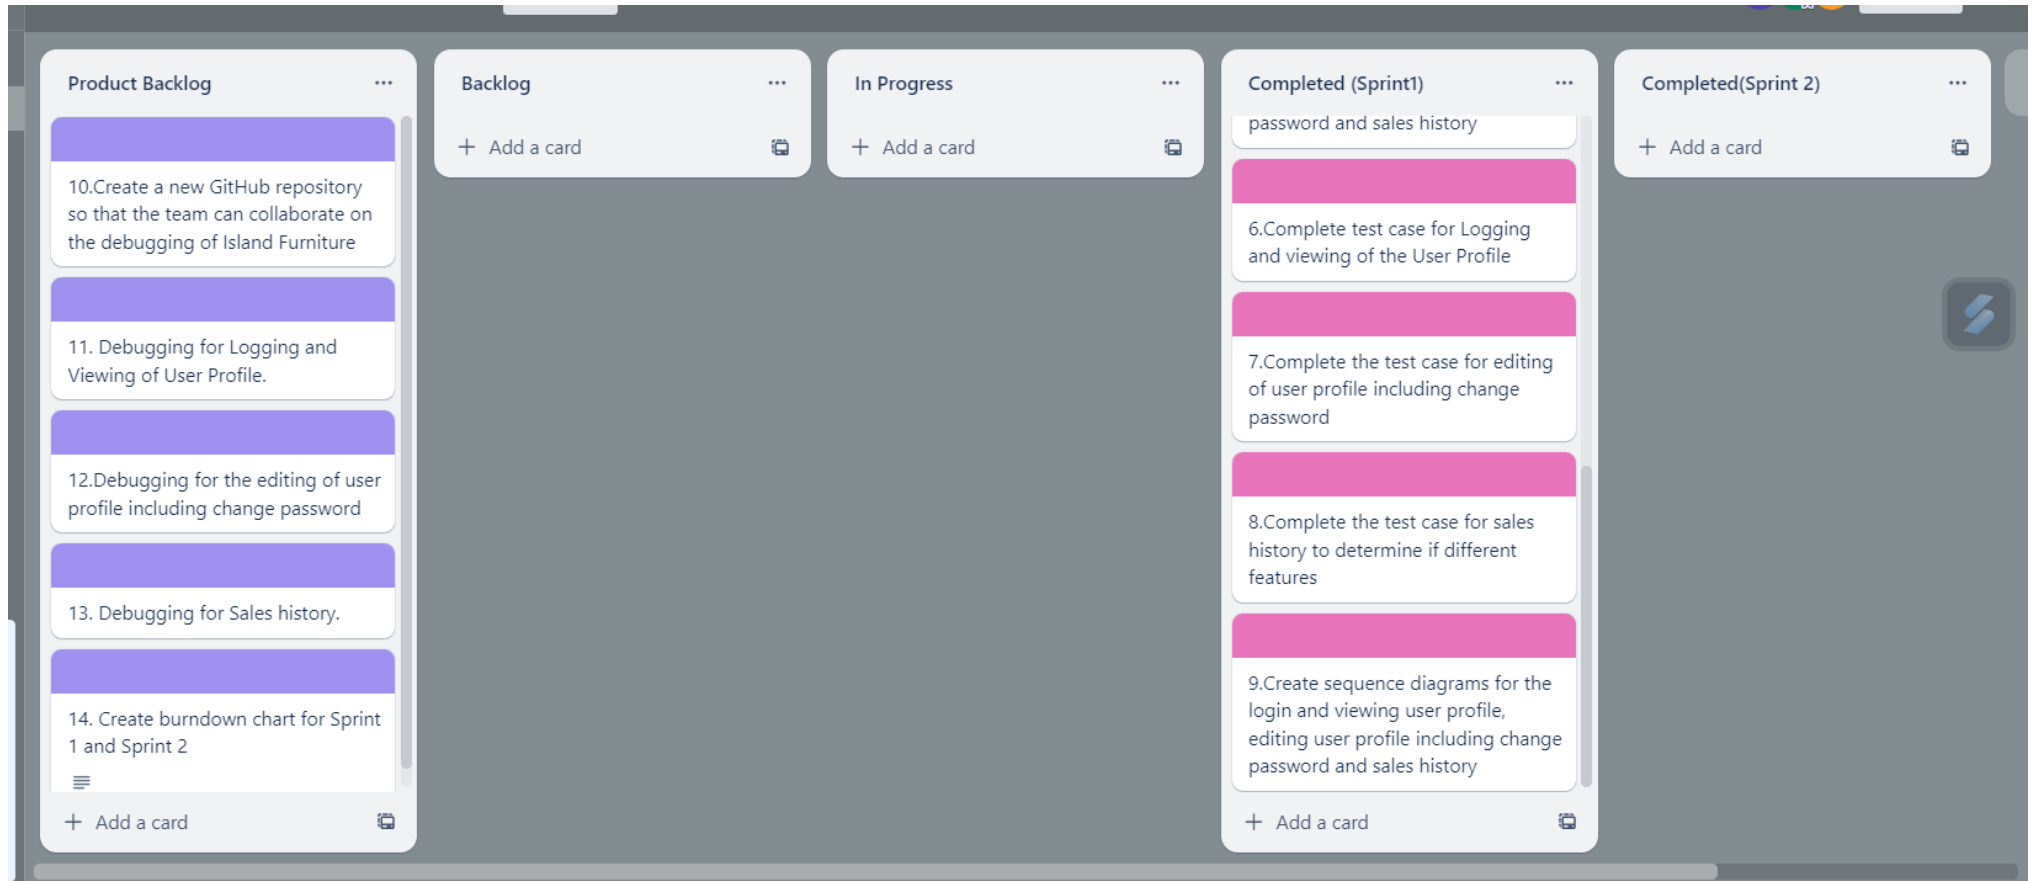 Product Backlog
10.Create a new GitHub repository
so that the team can collaborate on
the debugging of Island Furniture
11. Debugging for Logging and
Viewing of User Profile.
12.Debugging for the editing of user
profile including change password
13. Debugging for Sales history.
14. Create burndown chart for Sprint
1 and Sprint 2
+ Add a card
Backlog
+ Add a card
In Progress
+ Add a card
Completed (Sprint1)
password and sales history
6.Complete test case for Logging
and viewing of the User Profile
7.Complete the test case for editing
of user profile including change
password
8.Complete the test case for sales
history to determine if different
features
9.Create sequence diagrams for the
login and viewing user profile,
editing user profile including change
password and sales history
+ Add a card
Completed(Sprint 2)
+ Add a card